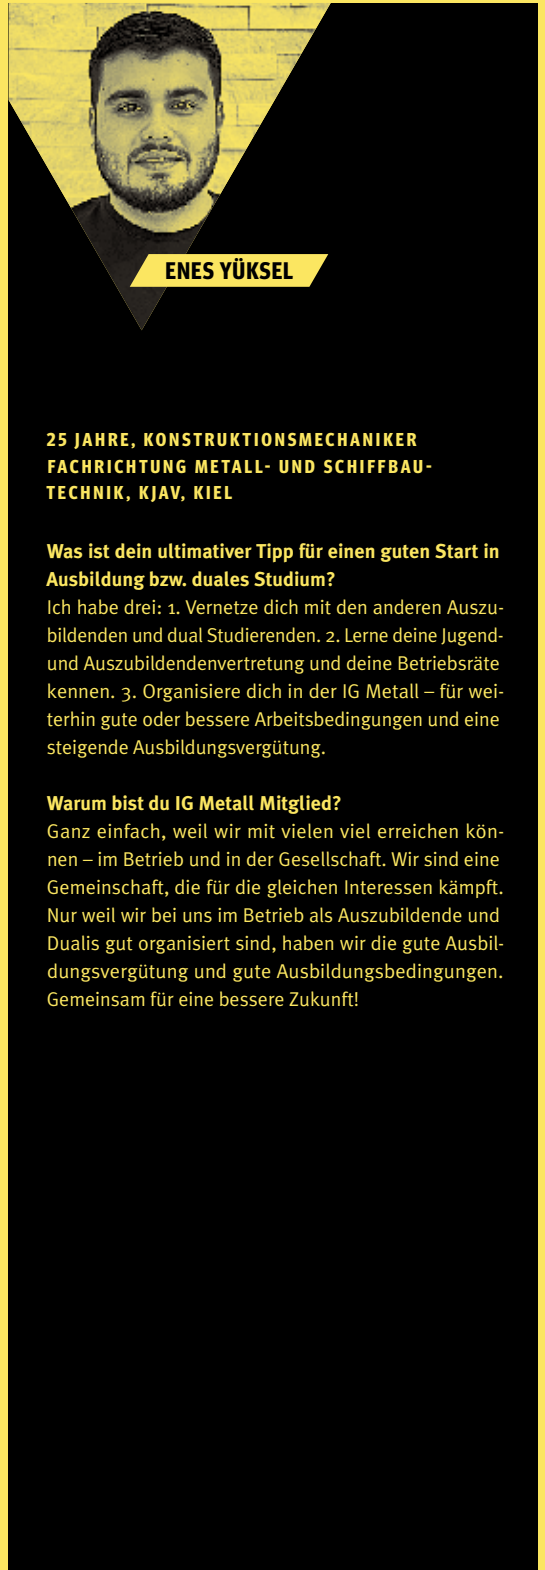 ENES YÜKSEL
25 JAHRE, KONSTRUKTIONSMECHANIKER
FACHRICHTUNG METALL- UND SCHIFFBAU-
TECHNIK, KJAV, KIEL
Was ist dein ultimativer Tipp für einen guten Start in
Ausbildung bzw. duales Studium?
Ich habe drei: 1. Vernetze dich mit den anderen Auszu-
bildenden und dual Studierenden. 2. Lerne deine Jugend-
und Auszubildendenvertretung und deine Betriebsräte
kennen. 3. Organisiere dich in der IG Metall – für wei-
terhin gute oder bessere Arbeitsbedingungen und eine
steigende Ausbildungsvergütung.
Warum bist du IG Metall Mitglied?
Ganz einfach, weil wir mit vielen viel erreichen kön-
nen – im Betrieb und in der Gesellschaft. Wir sind eine
Gemeinschaft, die für die gleichen Interessen kämpft.
Nur weil wir bei uns im Betrieb als Auszubildende und
Dualis gut organisiert sind, haben wir die gute Ausbil-
dungsvergütung und gute Ausbildungsbedingungen.
Gemeinsam für eine bessere Zukunft!